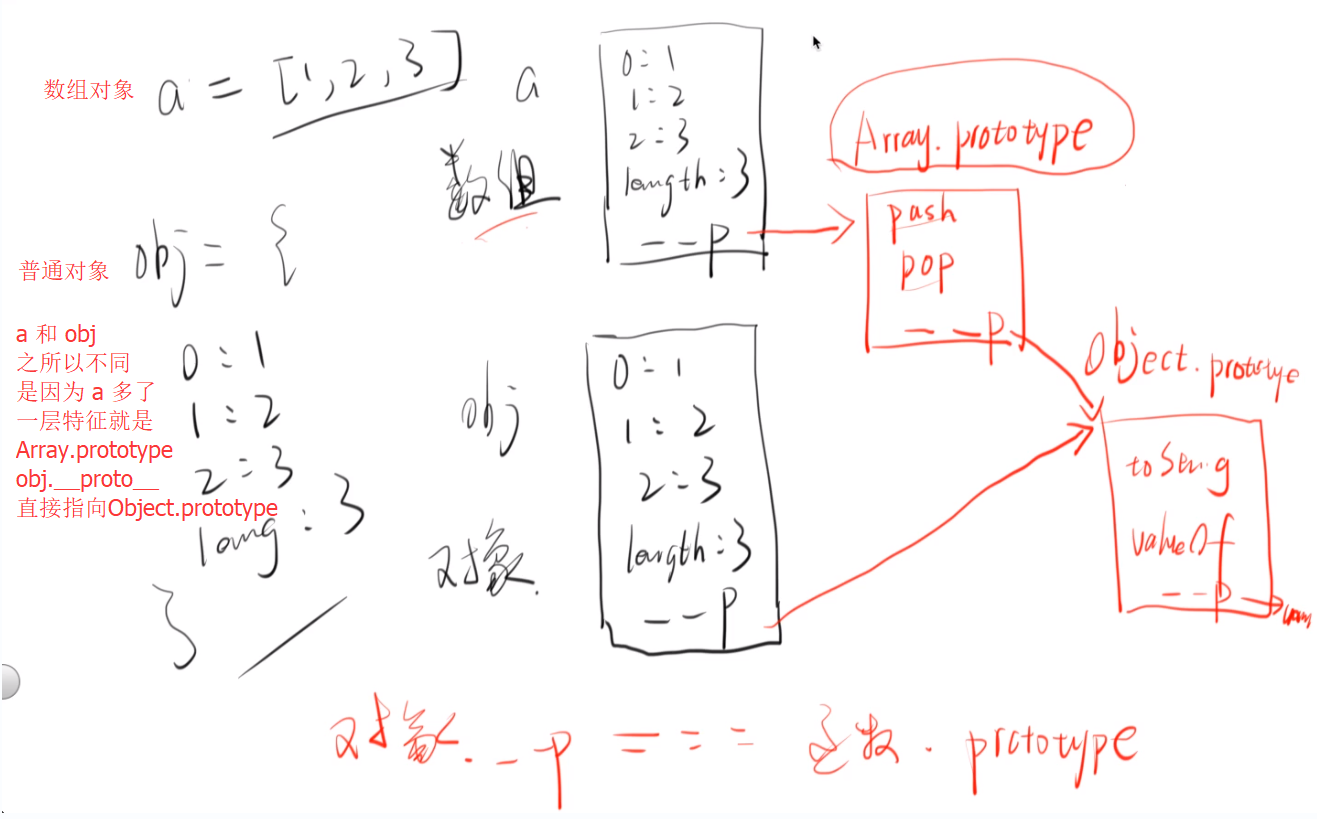 数组对象
a = [1,2,3]
普通对象
obj = {
0:1
1:2
2:3
long:3
}
a 和 obj
之所以不同
是因为 a 多了
一层特征就是
Array.prototype
obj.__proto__
直接指向Object.prototype
a
数组
0:1
1:2
2:3
length:3
__p
obj
对象.
0:1
1:2
2:3
length:3
__p
Array.prototype
push
pop
__p
Object.prototype
valueOf
__p
对象._p === 函数.prototype